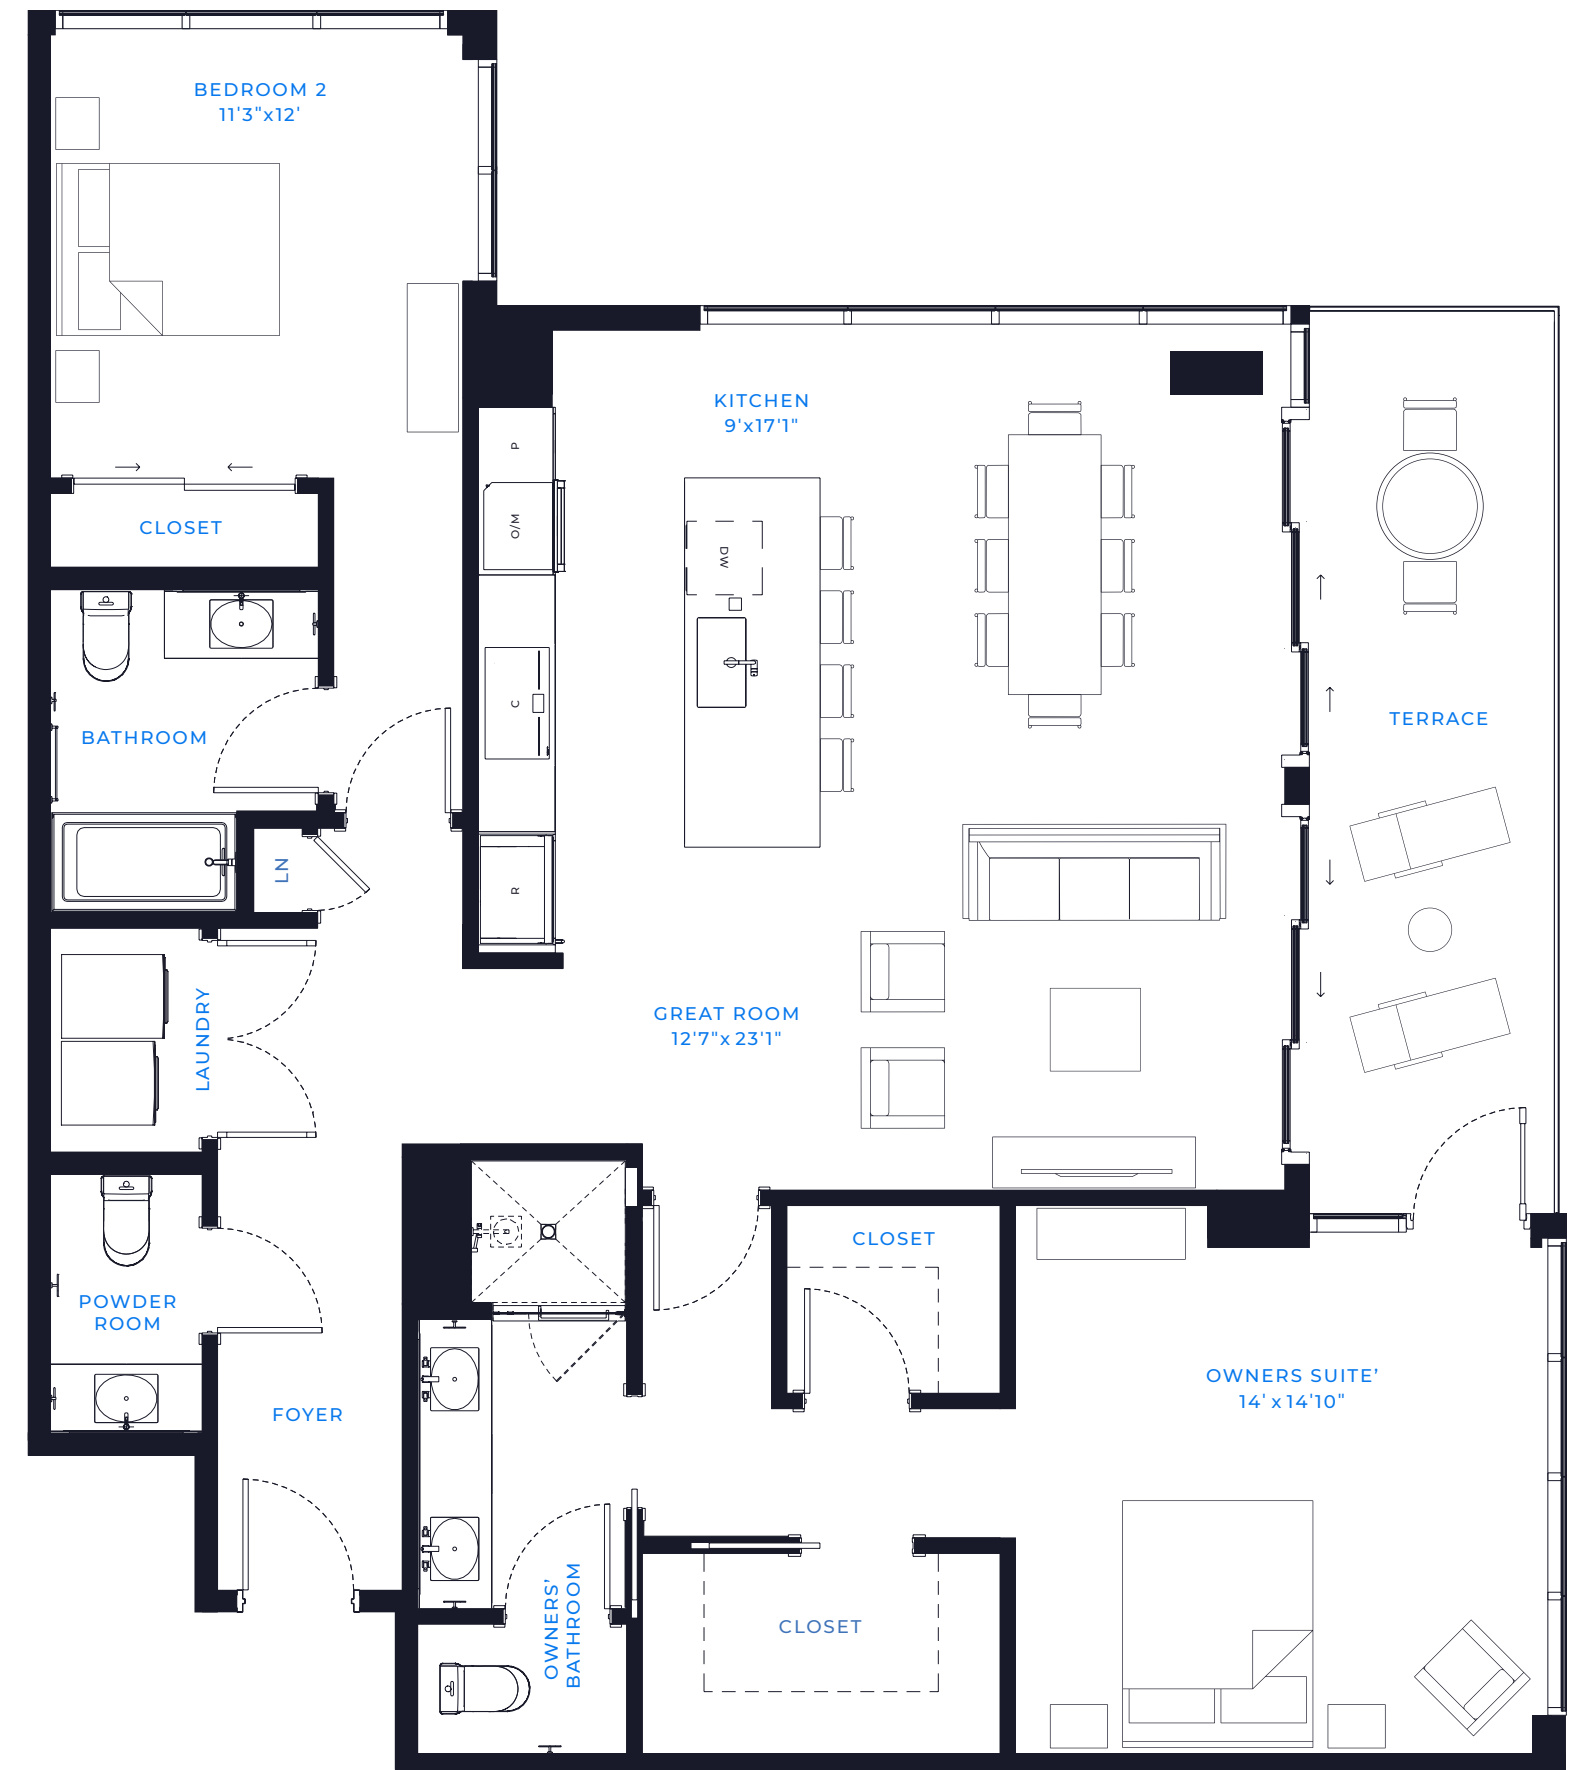 BEDROOM 2
11'3"x12'
KITCHEN
9'x17'1"
P
O/M
DW
C
R
CLOSET
BATHROOM
LN
TERRACE
LAUNDRY
GREAT ROOM
12'7"x 23'1"
CLOSET
POWDER
ROOM
FOYER
OWNERS SUITE’
14' x 14'10"
OWNERS’
BATHROOM
CLOSET